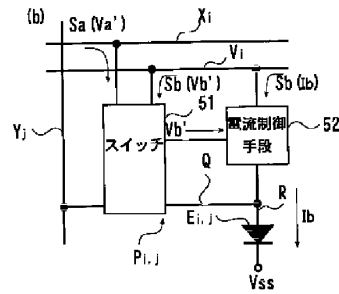 (b)
Sa(Va')
Xi
Vi
Sb(Vb')
Sb(Ib)
51
Yj
Vb'
スイッチ
電流制御
手段
52
Q
R
Ei,j
Ib
Pi,j
Vss